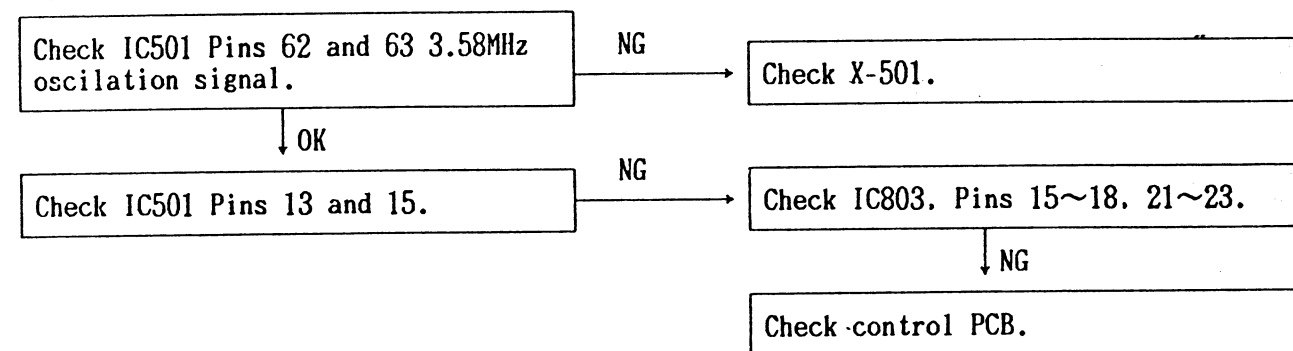 Check IC501 Pins 62 and 63 3.58MHz
oscilation signal.
NG
Check X-501.
OK
Check IC501 Pins 13 and 15.
NG
Check IC803. Pins 15～18. 21～23.
NG
Check control PCB.